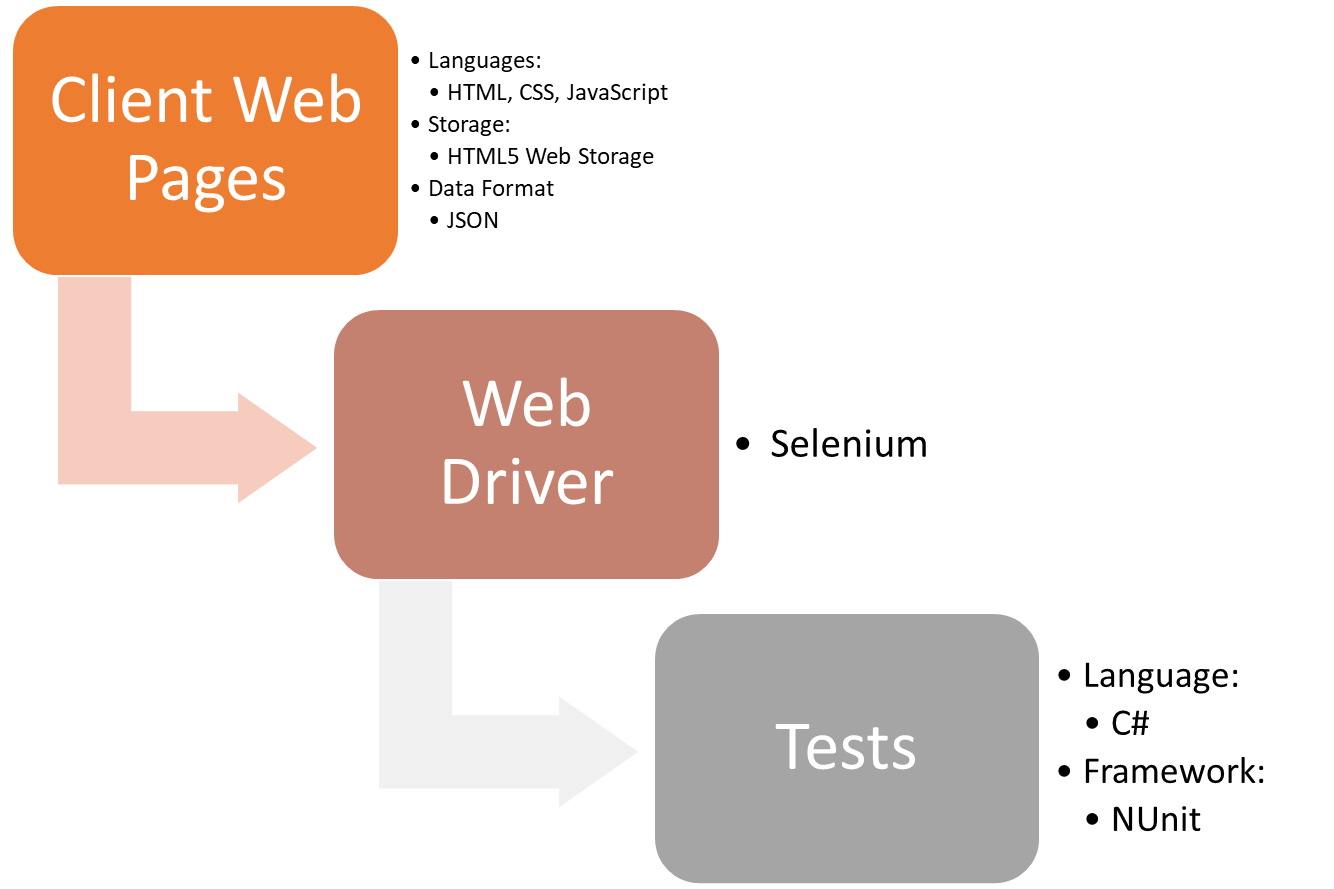 Client Web
Pages
• Languages:
• HTML, CSS, JavaScript
• Storage:
• HTML5 Web Storage
• Data Format
• JSON
Web
Driver
• Selenium
Tests
• Language:
• C#
• Framework:
• NUnit